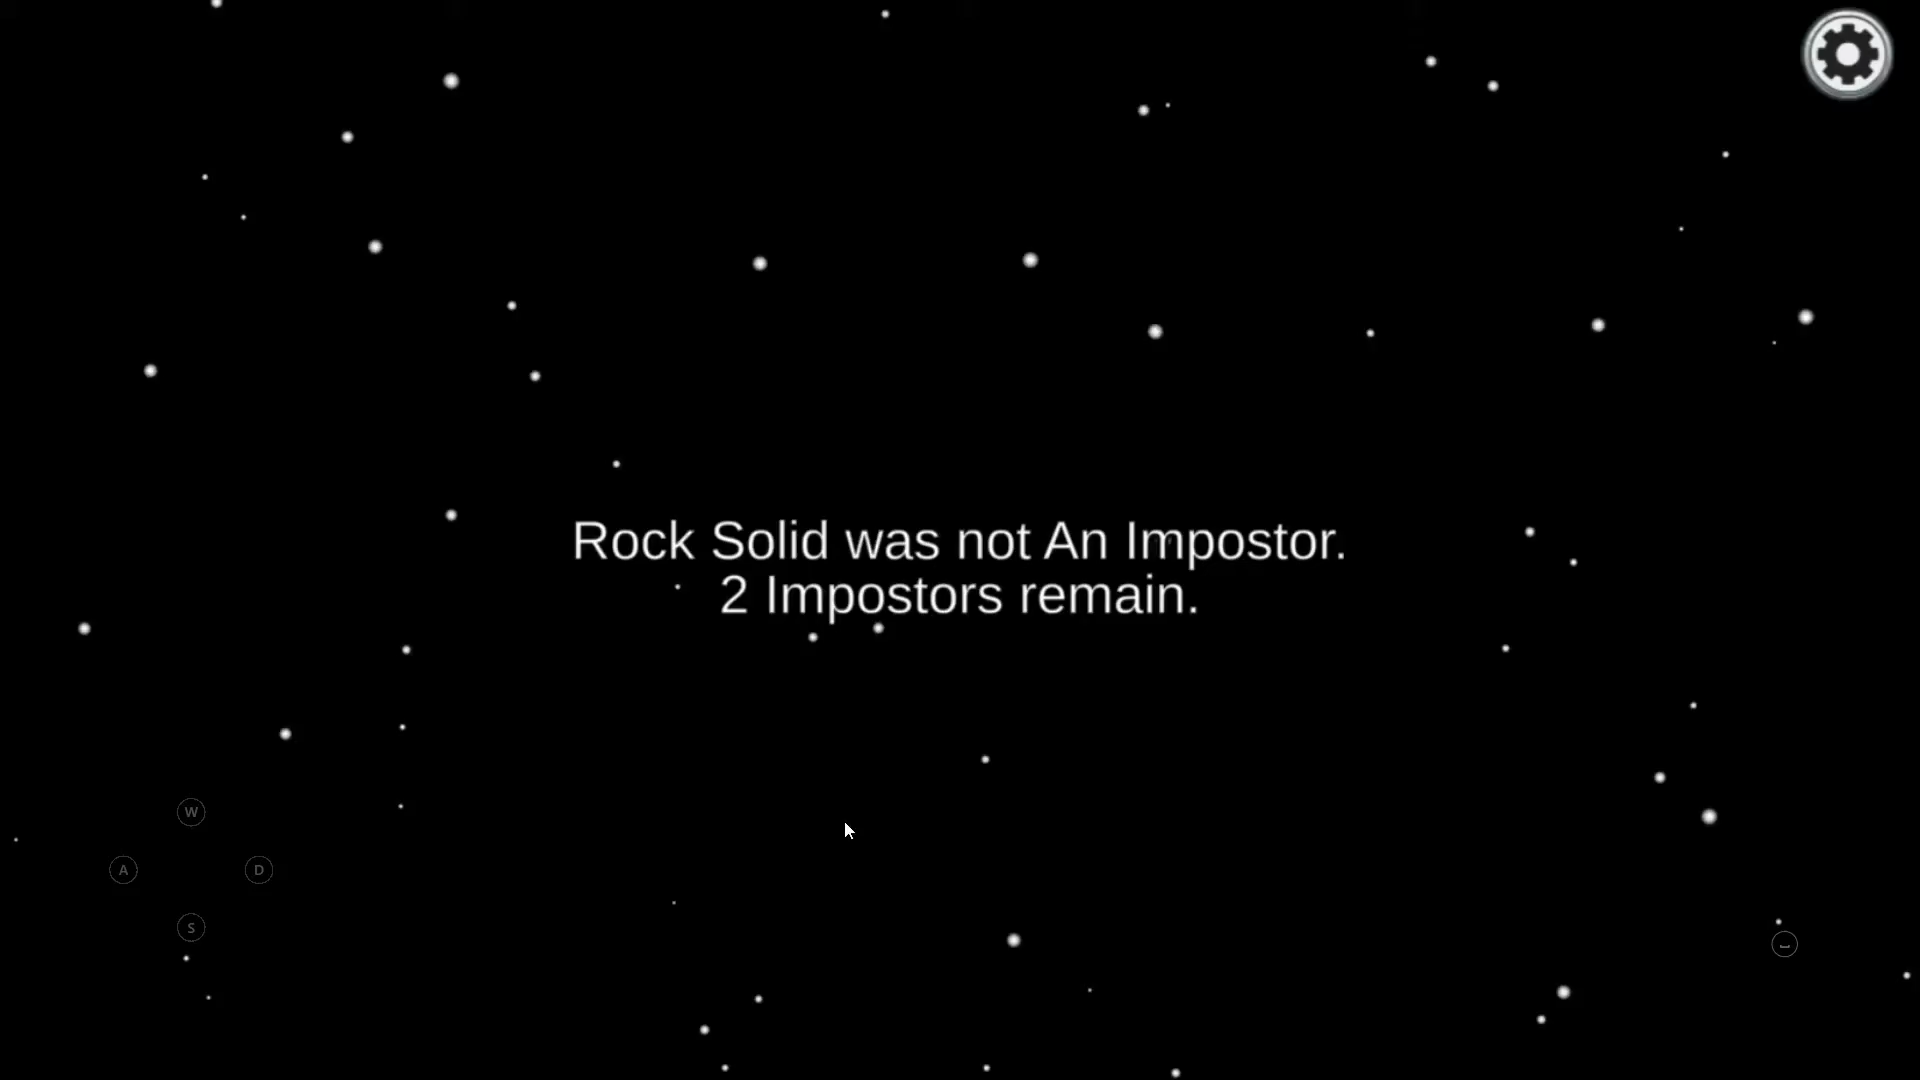 Rock Solid was not An Impostor.
2 Impostors remain.
W
A D
S